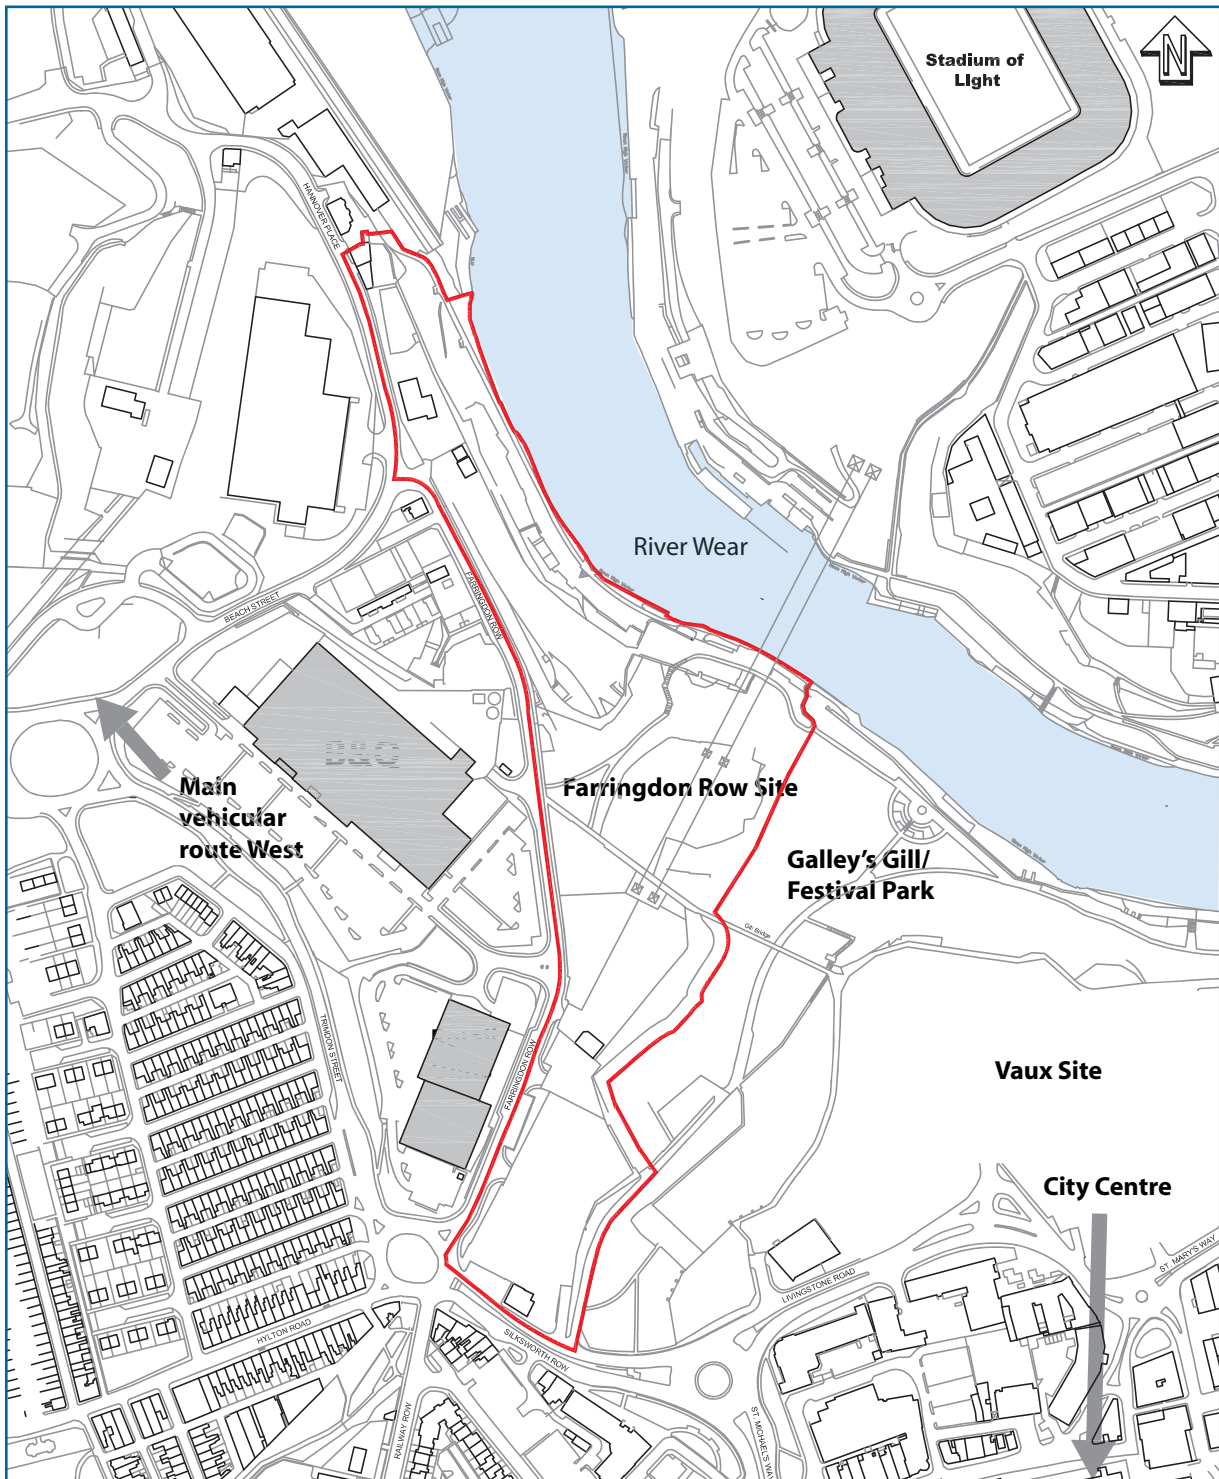 Stadium of
Light
N
HANNOVER PLACE
River Wear
FARRINGDON ROW
BEACH STREET
B&Q
Main
vehicular
route West
Farringdon Row Site
Galley's Gill/
Festival Park
Gill Bridge
TRIMDON STREET
FARRINGDON ROW
Vaux Site
City Centre
ST. MARY'S WAY
LIVINGSTONE ROAD
HYLTON ROAD
SILKSWORTH ROW
RAILWAY ROW
ST. MICHAEL'S WAY